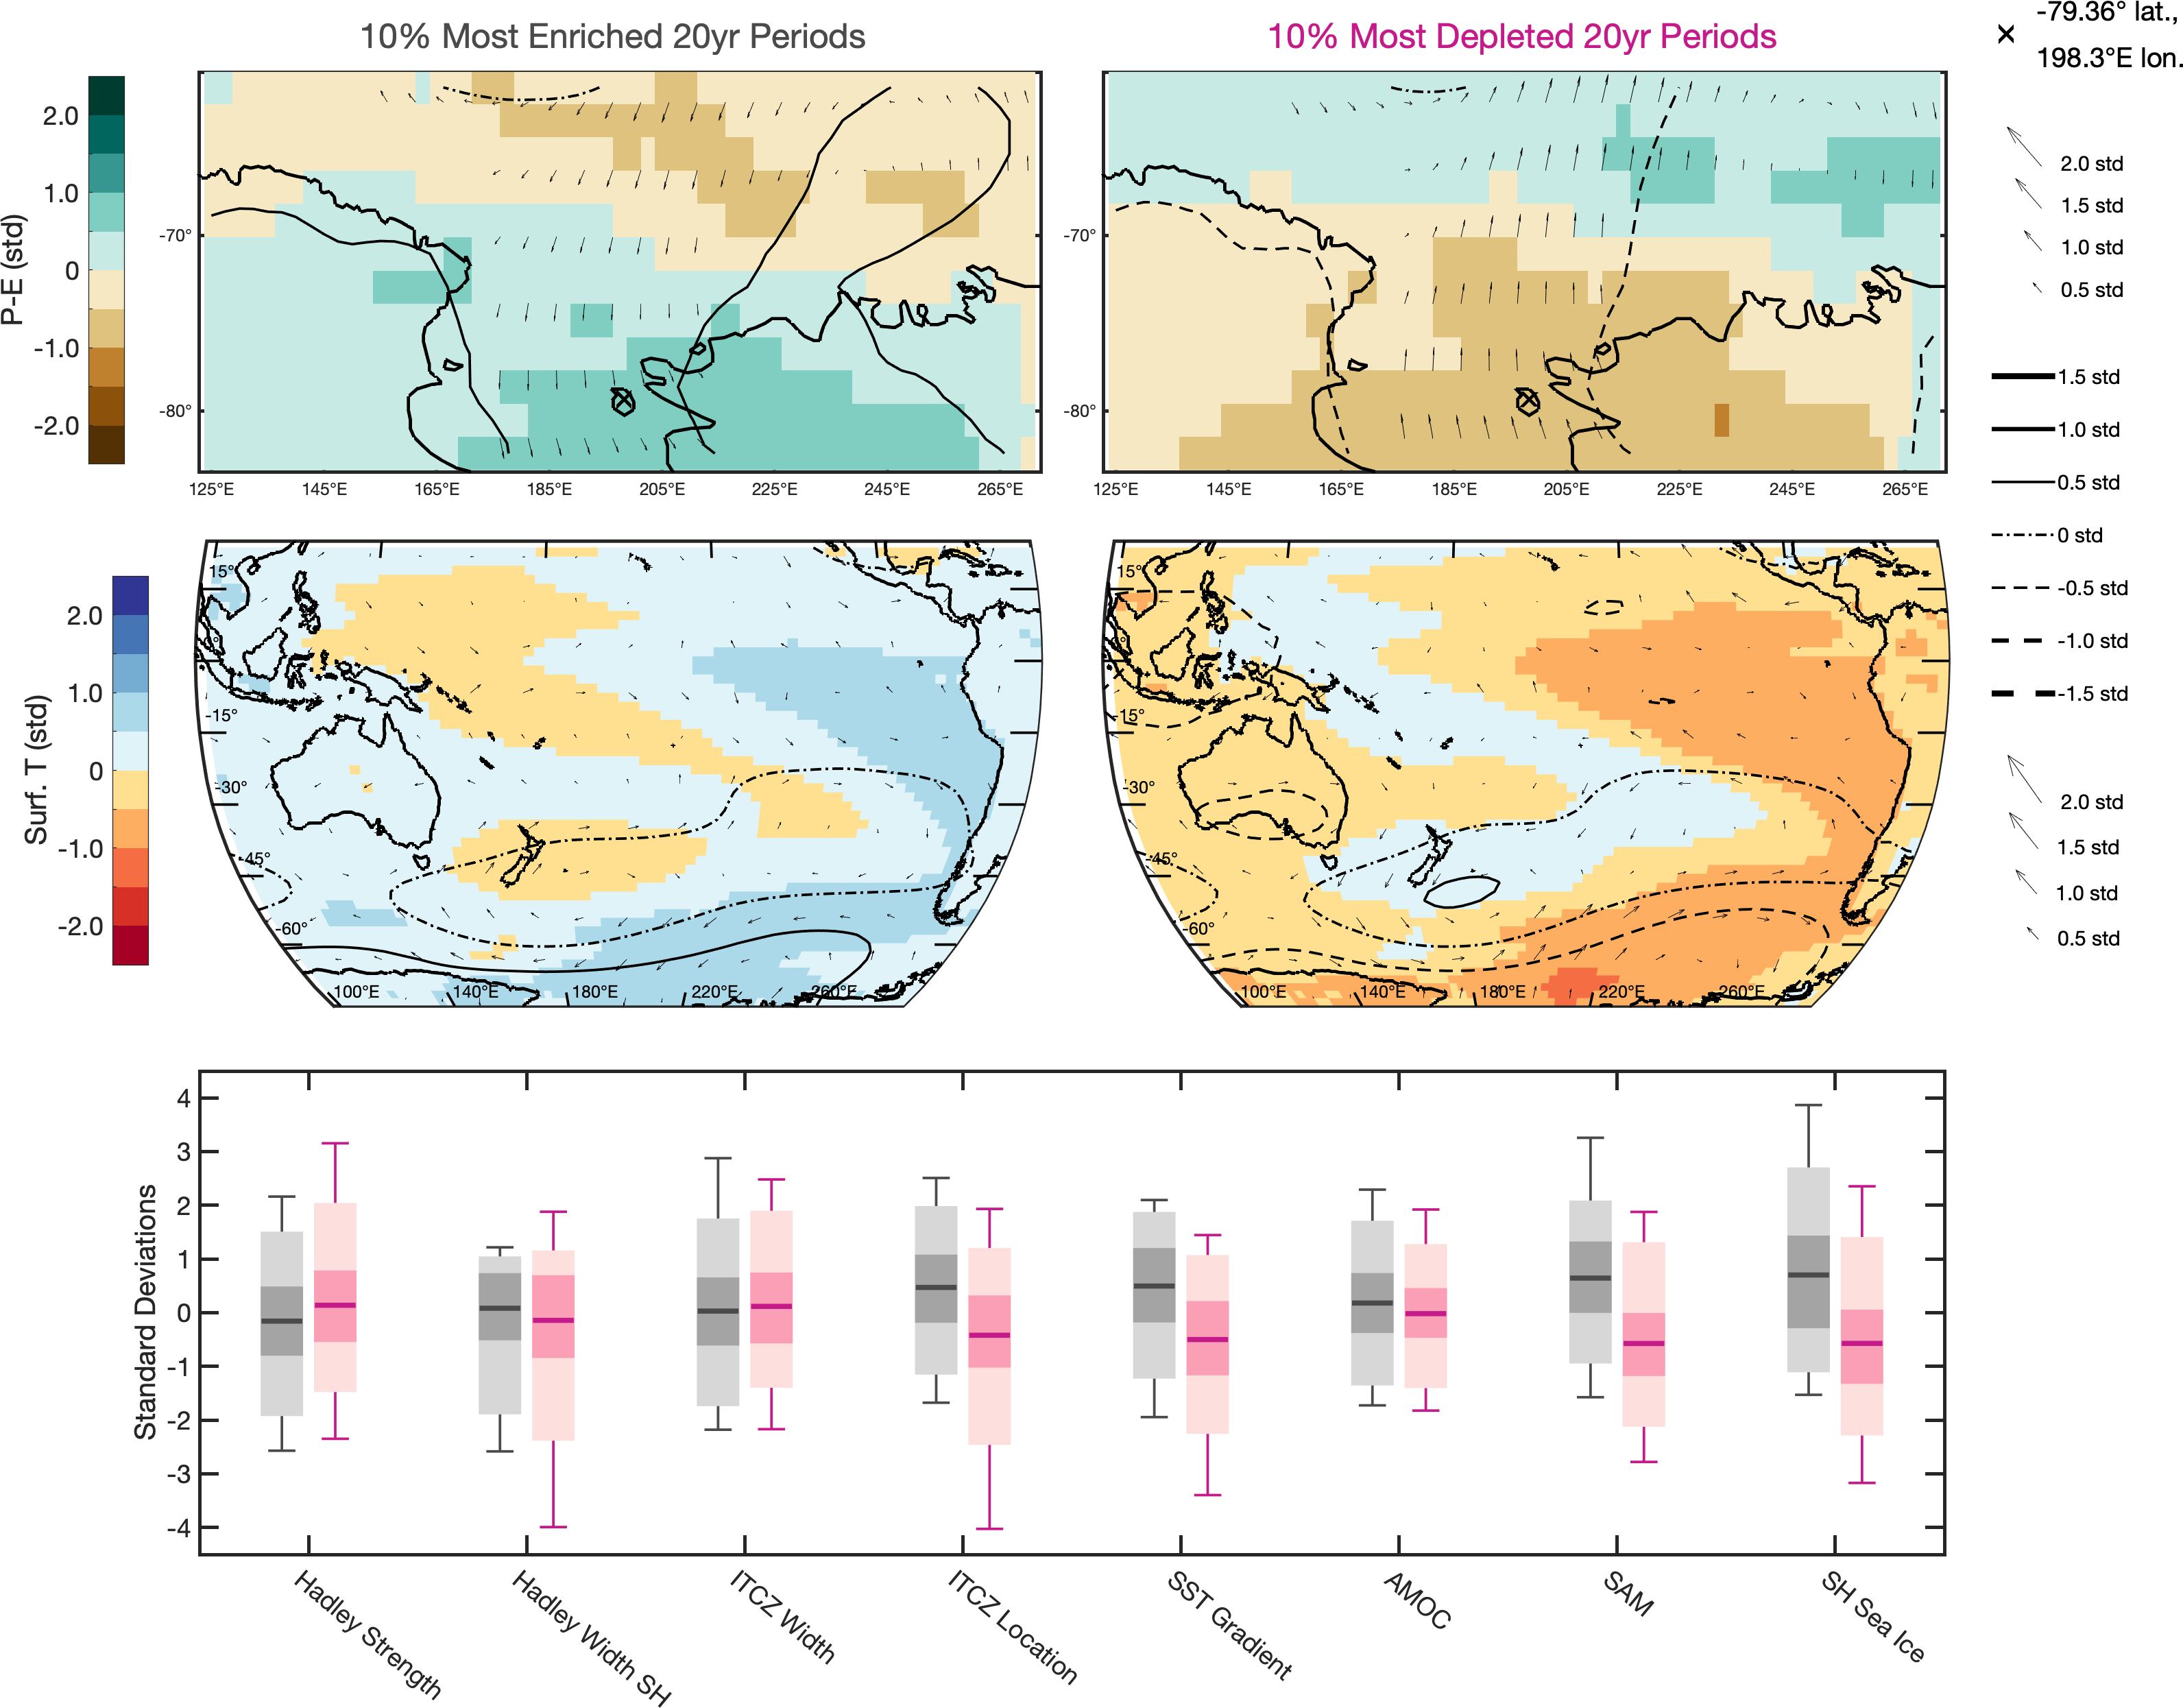 10% Most Enriched 20yr Periods
10% Most Depleted 20yr Periods
-79.36° lat.,
198.3°E lon.
P-E (std)
2.0
1.0
0
-1.0
-2.0
-70°
-80°
125°E 145°E 165°E 185°E 205°E 225°E 245°E 265°E
-70°
-80°
125°E 145°E 165°E 185°E 205°E 225°E 245°E 265°E
2.0 std
1.5 std
1.0 std
0.5 std
1.5 std
1.0 std
0.5 std
0 std
-0.5 std
-1.0 std
-1.5 std
Surf. T (std)
2.0
1.0
0
-1.0
-2.0
15°
-15°
-30°
-45°
-60°
100°E 140°E 180°E 220°E 260°E
15°
-15°
-30°
-45°
-60°
100°E 140°E 180°E 220°E 260°E
2.0 std
1.5 std
1.0 std
0.5 std
Standard Deviations
4
3
2
1
0
-1
-2
-3
-4
Hadley Strength
Hadley Width SH
ITCZ Width
ITCZ Location
SST Gradient
AMOC
SAM
SH Sea Ice